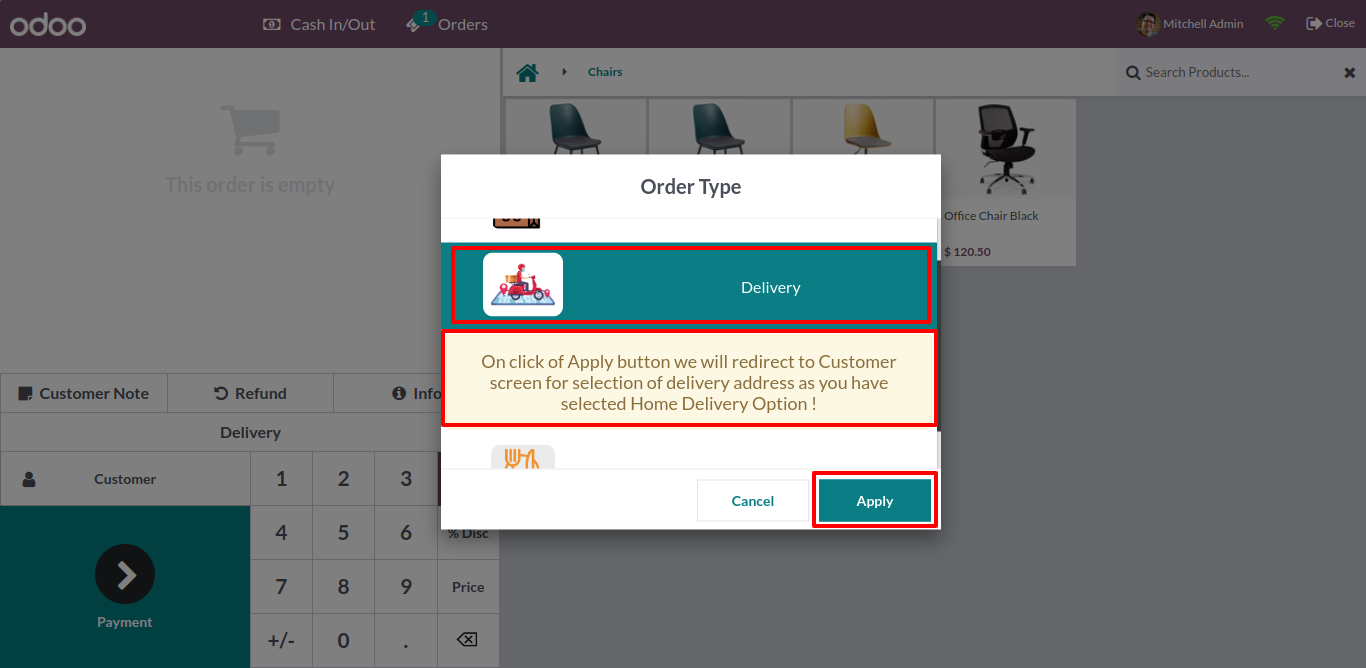 odoo
Cash In/Out
1
Orders
Mitchell Admin
Close
Chairs
Search Products...
This order is empty
Office Chair Black
$ 120.50
Order Type
Delivery
On click of Apply button we will redirect to Customer
screen for selection of delivery address as you have
selected Home Delivery Option !
Cancel
Apply
Customer Note
Refund
Info
Delivery
Customer
1
2
3
4
5
6
% Disc
7
8
9
Price
+/-
0
.
Payment